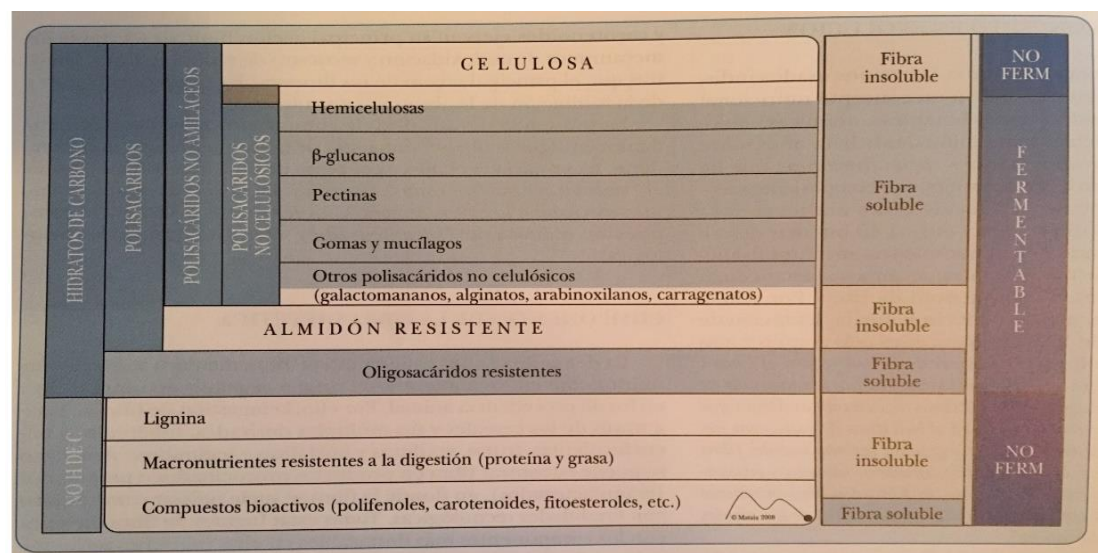 HIDRATOS DE CARBONO
POLISACÁRIDOS
POLISACÁRIDOS NO AMILÁCEOS
POLISACÁRIDOS
NO CELULÓSICOS
CELULOSA
Hemicelulosas
β-glucanos
Pectinas
Gomas y mucílagos
Otros polisacáridos no celulósicos
(galactomananos, alginatos, arabinoxilanos, carragenatos)
ALMIDÓN RESISTENTE
Oligosacáridos resistentes
NO H DE C
Lignina
Macronutrientes resistentes a la digestión (proteína y grasa)
Compuestos bioactivos (polifenoles, carotenoides, fitoesteroles, etc.)
© Mataix 2008
Fibra
insoluble
Fibra
soluble
Fibra
insoluble
Fibra
soluble
Fibra
insoluble
Fibra soluble
NO
FERM
FERMENTABLE
NO
FERM